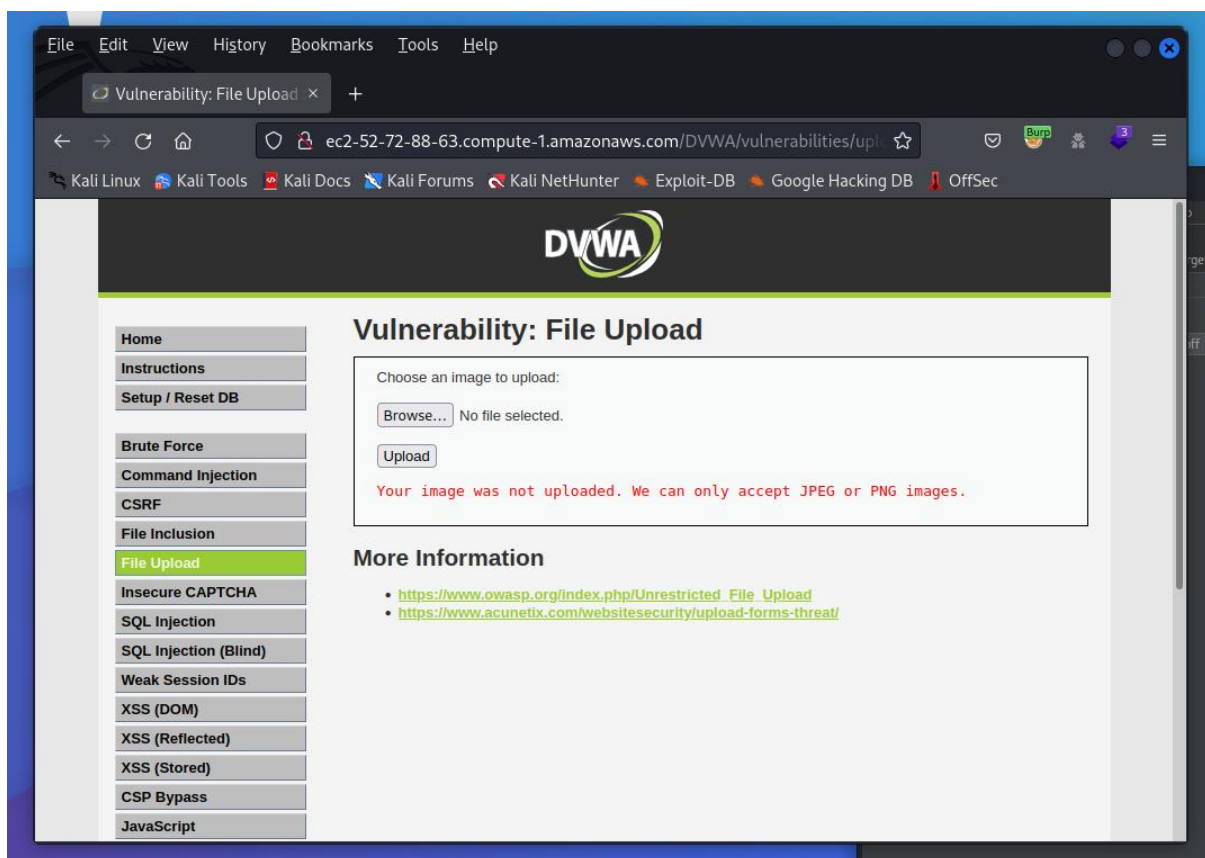 File Edit View History Bookmarks Tools Help
Vulnerability: File Upload
ec2-52-72-88-63.compute-1.amazonaws.com/DVWA/vulnerabilities/upl
Burp
3
Kali Linux Kali Tools Kali Docs Kali Forums Kali NetHunter Exploit-DB Google Hacking DB OffSec
DVWA
Vulnerability: File Upload
Home
Instructions
Setup / Reset DB
Brute Force
Command Injection
CSRF
File Inclusion
File Upload
Insecure CAPTCHA
SQL Injection
SQL Injection (Blind)
Weak Session IDs
XSS (DOM)
XSS (Reflected)
XSS (Stored)
CSP Bypass
JavaScript
Choose an image to upload:
Browse... No file selected.
Upload
Your image was not uploaded. We can only accept JPEG or PNG images.
More Information
https://www.owasp.org/index.php/Unrestricted_File_Upload
https://www.acunetix.com/websitesecurity/upload-forms-threat/